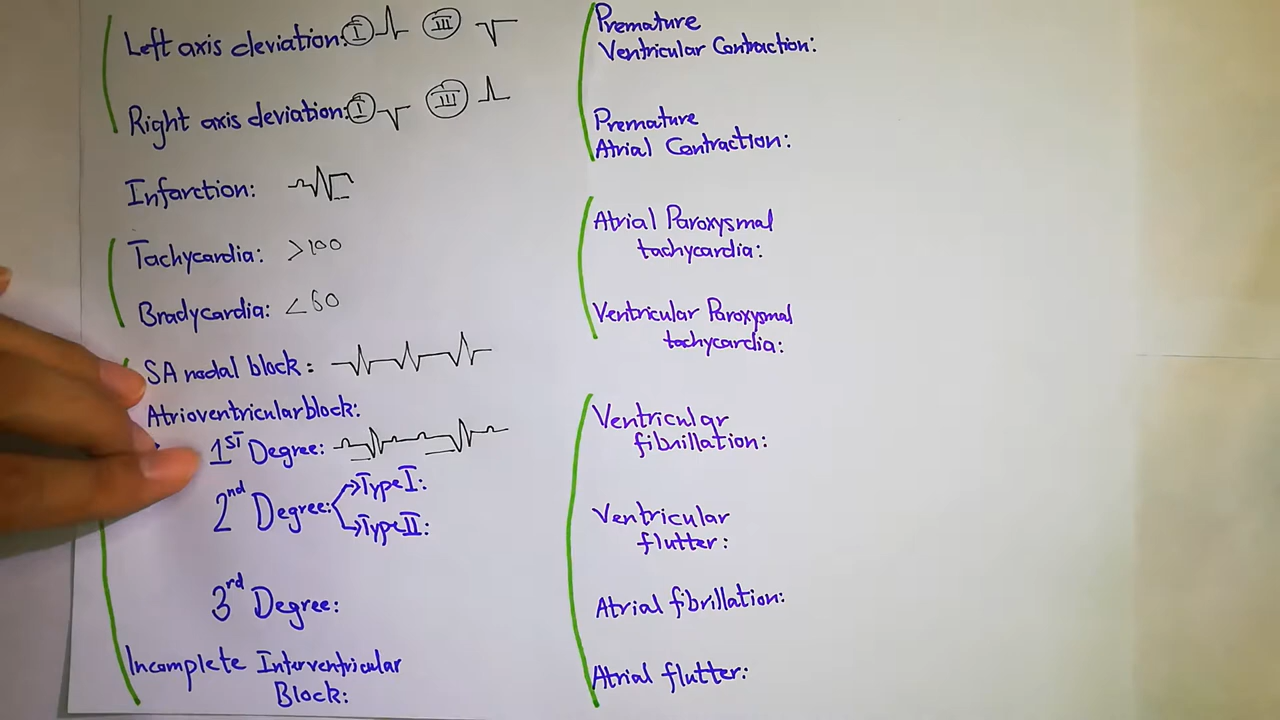 Left axis deviation: I III
Right axis deviation: I III
Infarction:
Tachycardia: >100
Bradycardia: <60
SA nodal block:
Atrioventricular block:
1ST Degree:
2nd Degree: Type I:
Type II:
3rd Degree:
Incomplete Interventricular
Block:
Premature
Ventricular Contraction:
Premature
Atrial Contraction:
Atrial Paroxysmal
tachycardia:
Ventricular Paroxysmal
tachycardia:
Ventricular
fibrillation:
Ventricular
flutter:
Atrial fibrillation:
Atrial flutter: